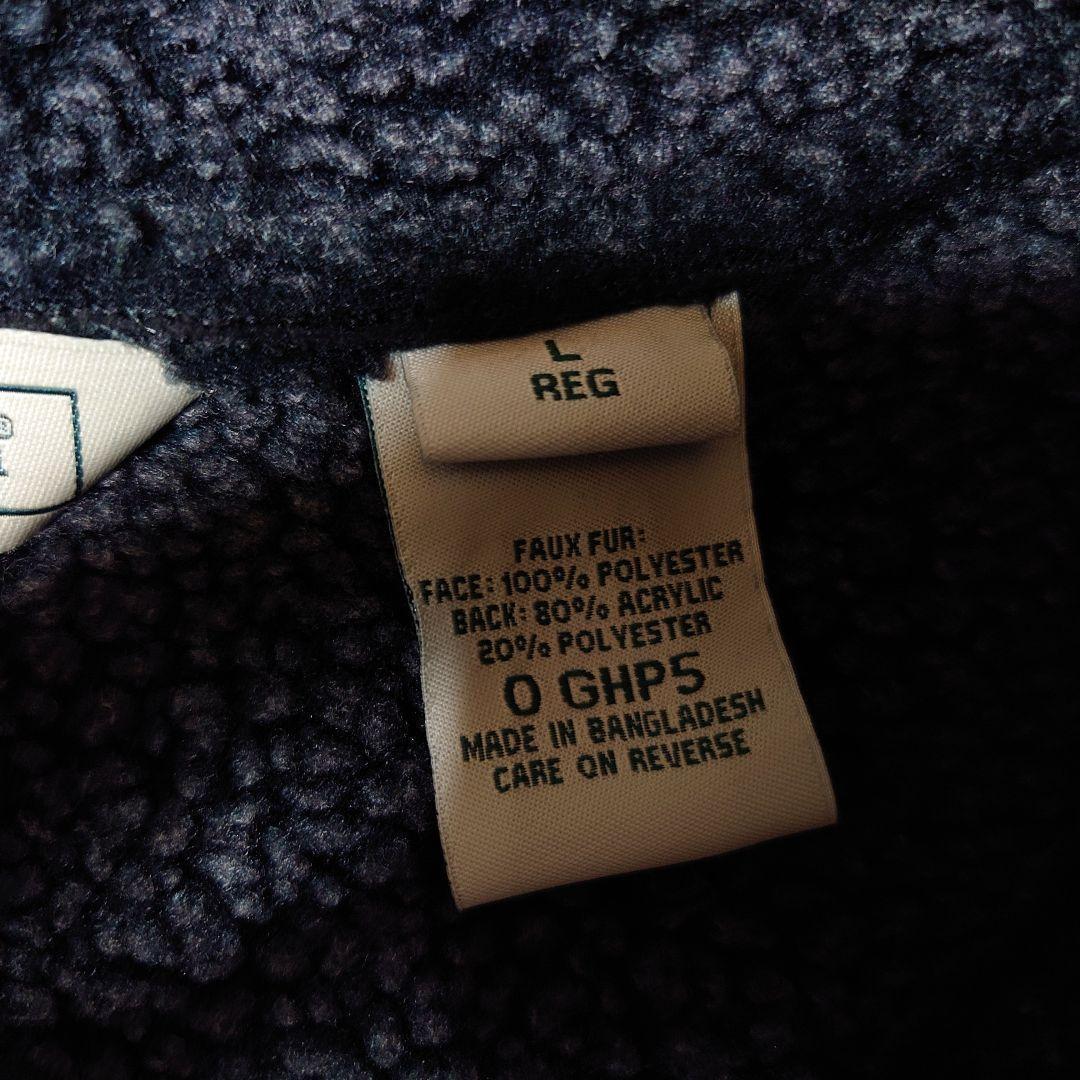 L
REG
FAUX FUR:
FACE: 100% POLYESTER
BACK: 80% ACRYLIC
20% POLYESTER
0 GHP5
MADE IN BANGLADESH
CARE ON REVERSE